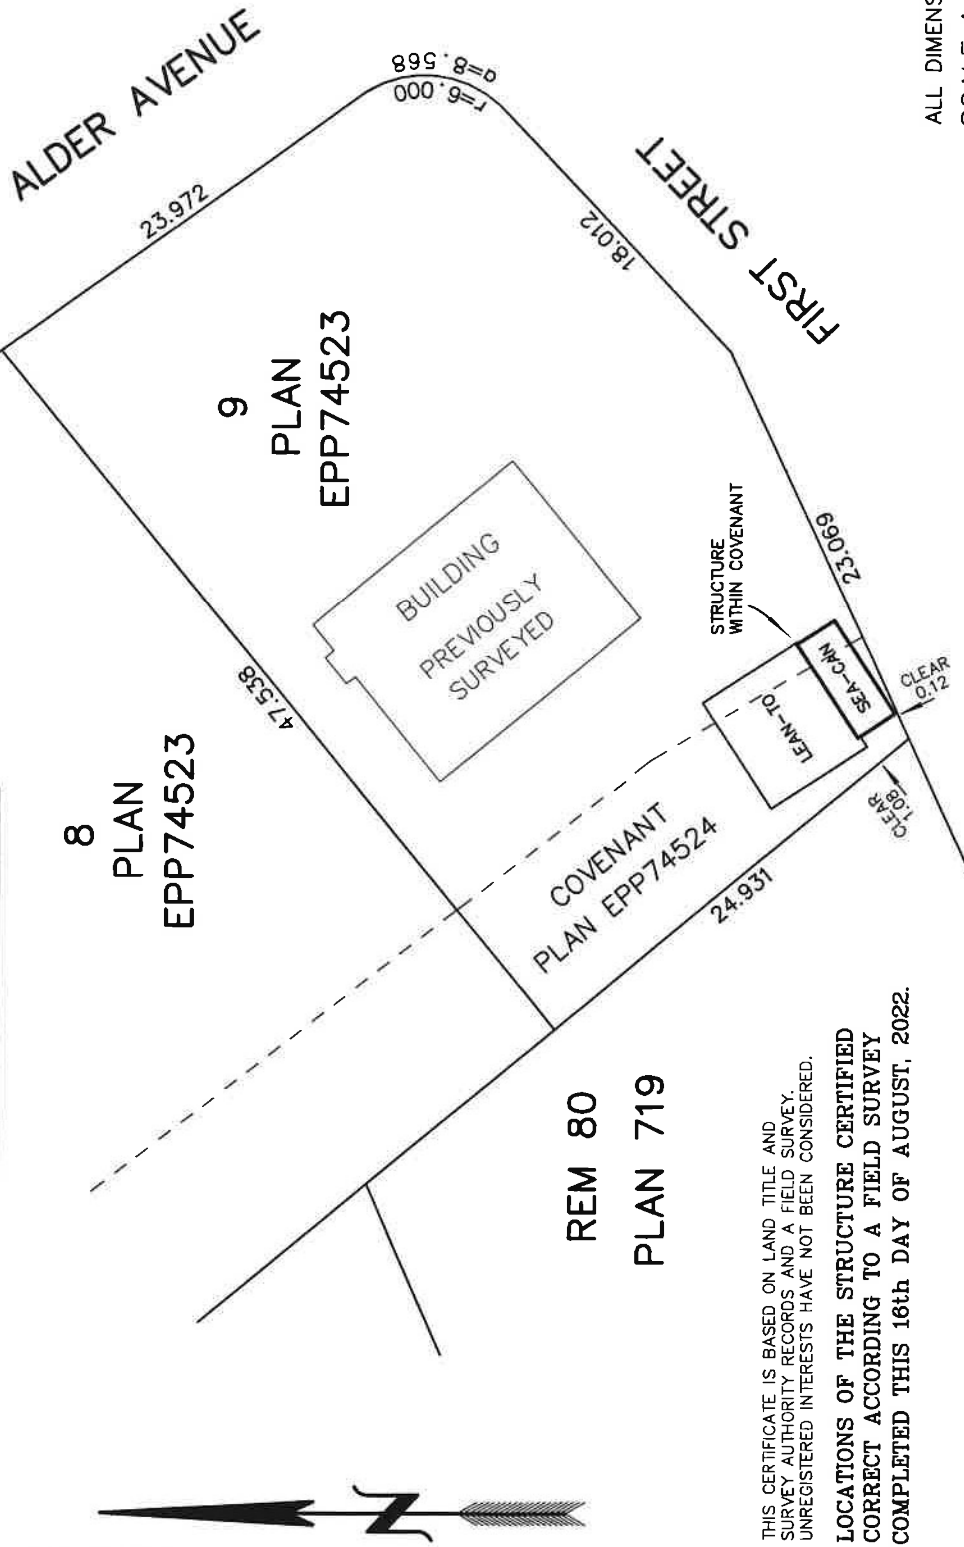 ALDER AVENUE
23.972
a=8.568
r=6.000
18.012
FIRST STREET
9
PLAN
EPP74523
BUILDING
PREVIOUSLY
SURVEYED
47.538
8
PLAN
EPP74523
STRUCTURE
WITHIN COVENANT
23.069
LEAN-TO
SEA-CAN
CLEAR
0.12
CLEAR
1.08
COVENANT
PLAN EPP74524
24.931
REM 80
PLAN 719
N
THIS CERTIFICATE IS BASED ON LAND TITLE AND
SURVEY AUTHORITY RECORDS AND A FIELD SURVEY.
UNREGISTERED INTERESTS HAVE NOT BEEN CONSIDERED.
LOCATIONS OF THE STRUCTURE CERTIFIED
CORRECT ACCORDING TO A FIELD SURVEY
COMPLETED THIS 16th DAY OF AUGUST, 2022.
ALL DIMENS